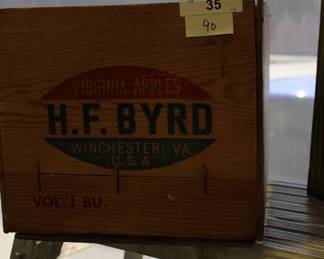 35
90
VIRGINIA APPLES
H.F. BYRD
WINCHESTER, VA.
U.S.A
VOL. 1 BU.